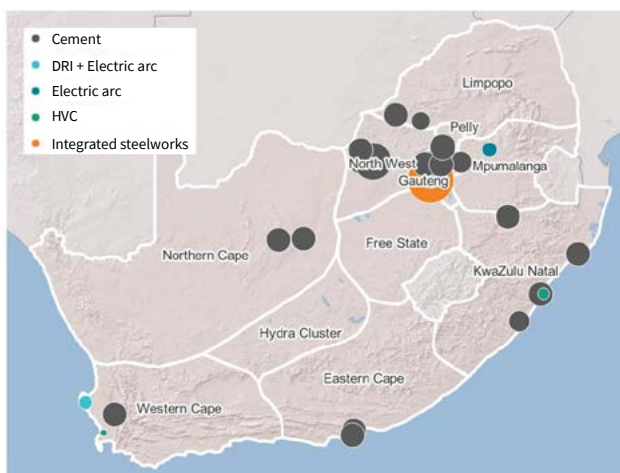 Cement
DRI + Electric arc
Electric arc
HVC
Integrated steelworks
Limpopo
Pelly
North West
Mpumalanga
Gauteng
Northern Cape
Free State
KwaZulu Natal
Hydra Cluster
Eastern Cape
Western Cape